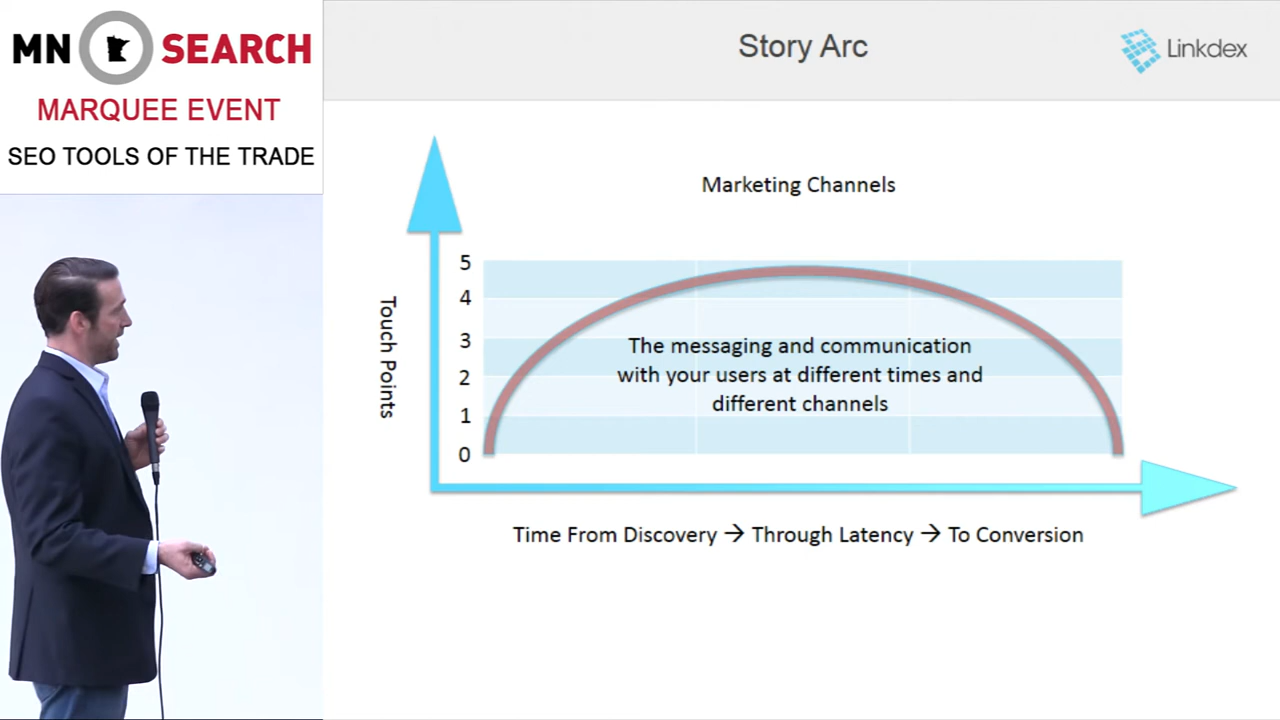 MN SEARCH
MARQUEE EVENT
SEO TOOLS OF THE TRADE
Story Arc
Linkdex
Marketing Channels
Touch Points
5
4
3
2
1
0
The messaging and communication
with your users at different times and
different channels
Time From Discovery → Through Latency → To Conversion